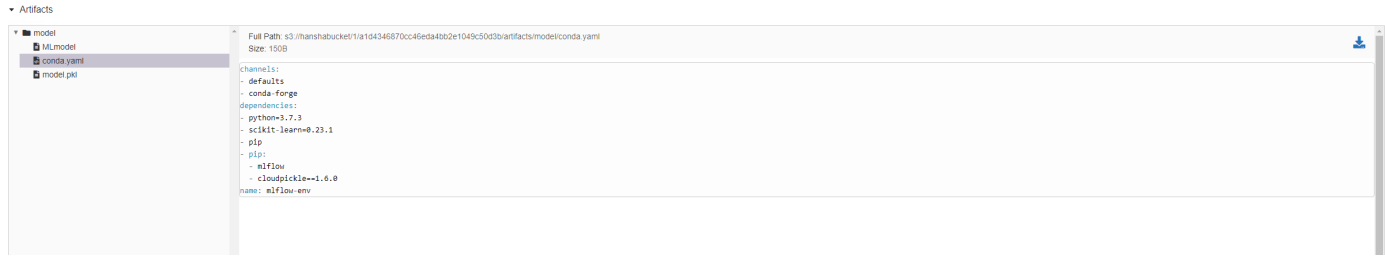 Artifacts
model
MLmodel
conda.yaml
model.pkl
Full Path: s3://hanshabucket/1/a1d4346870cc46eda4bb2e1049c50d3b/artifacts/model/conda.yaml
Size: 150B
channels:
- defaults
- conda-forge
dependencies:
- python=3.7.3
- scikit-learn=0.23.1
- pip
- pip:
  - mlflow
  - cloudpickle==1.6.0
name: mlflow-env